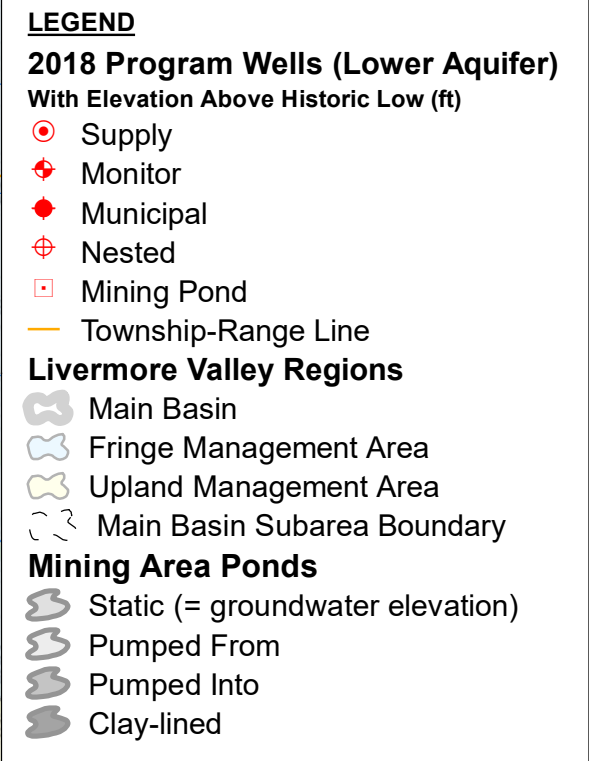 LEGEND
2018 Program Wells (Lower Aquifer)
With Elevation Above Historic Low (ft)
Supply
Monitor
Municipal
Nested
Mining Pond
Township-Range Line
Livermore Valley Regions
Main Basin
Fringe Management Area
Upland Management Area
Main Basin Subarea Boundary
Mining Area Ponds
Static (= groundwater elevation)
Pumped From
Pumped Into
Clay-lined